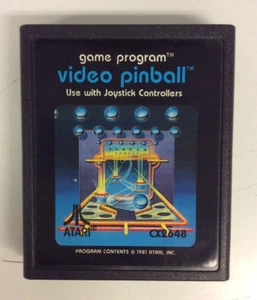 game program™
video pinball™
Use with Joystick Controllers
ATARI
CX2648
PROGRAM CONTENTS © 1981 ATARI, INC.